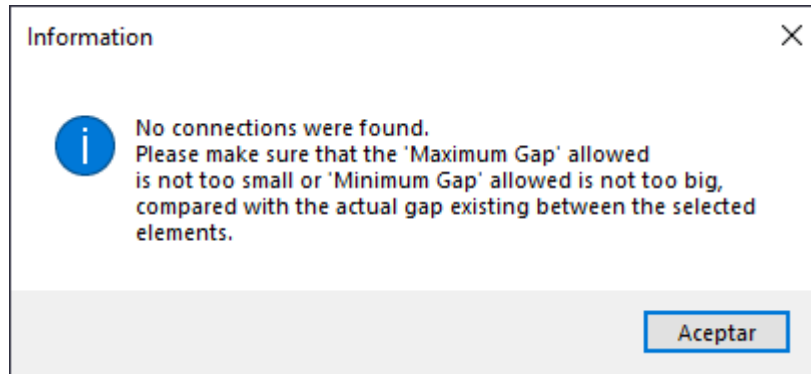 Information
No connections were found.
Please make sure that the 'Maximum Gap' allowed
is not too small or 'Minimum Gap' allowed is not too big,
compared with the actual gap existing between the selected
elements.
Aceptar